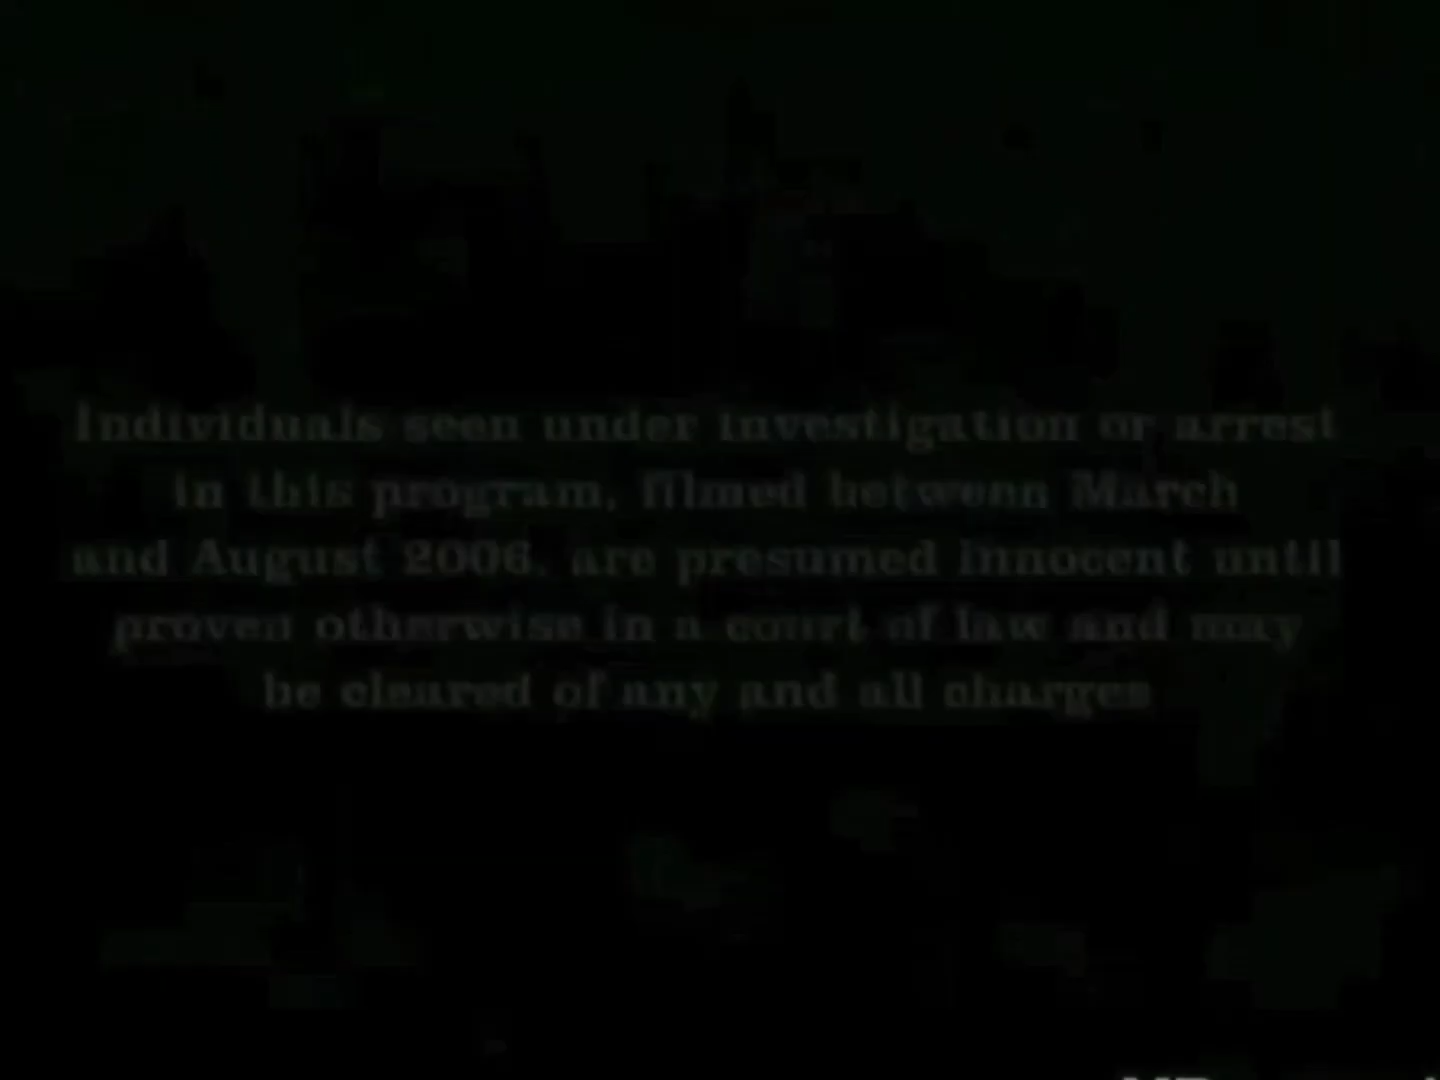 Individuals seen under investigation or arrest
in this program, filmed between March
and August 2006, are presumed innocent until
proven otherwise in a court of law and may
be cleared of any and all charges